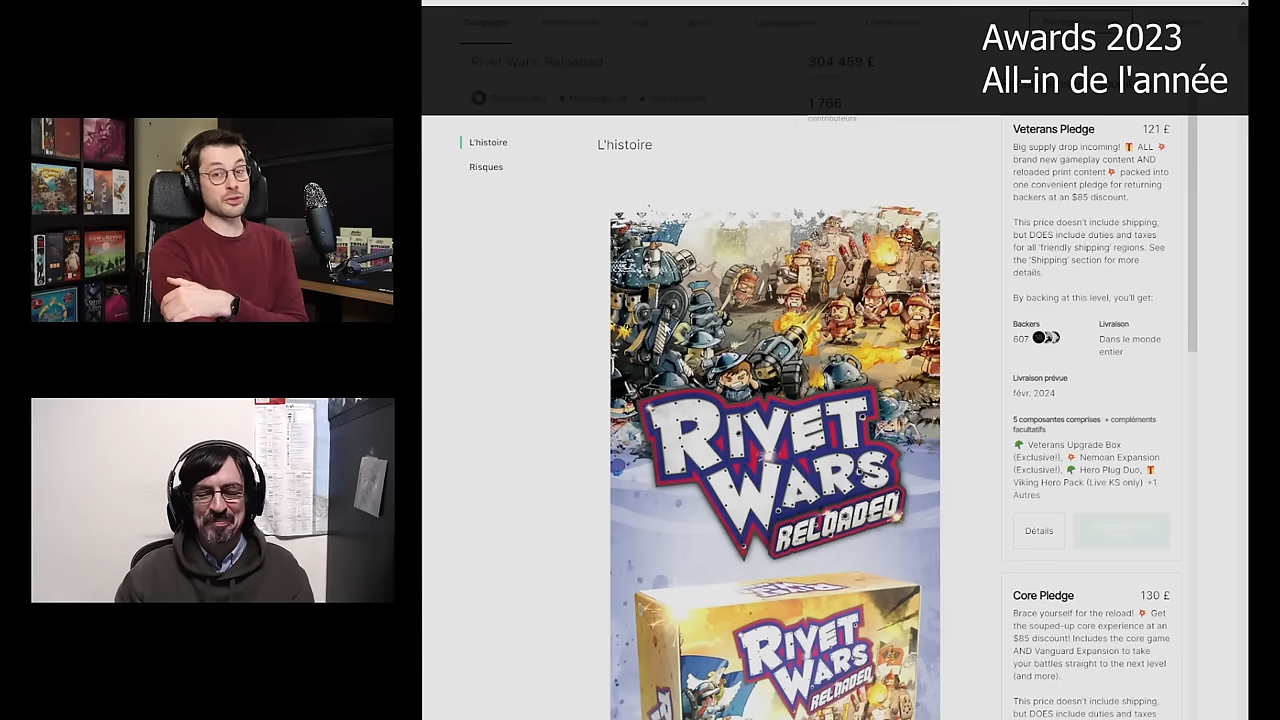 Awards 2023
All-in de l'année
Rivet Wars: Reloaded
304 459 £
1 766
contributeurs
L'histoire
Risques
L'histoire
RIVET
WARS
RELOADED
RIVET
WARS
RELOADED
Veterans Pledge 121 £
Big supply drop incoming! 🎁 ALL 💥
brand new gameplay content AND
reloaded print content 💥 packed into
one convenient pledge for returning
backers at an $85 discount.
This price doesn't include shipping,
but DOES include duties and taxes
for all 'friendly shipping' regions. See
the 'Shipping' section for more
details.
By backing at this level, you'll get:
Backers
607
Livraison
Dans le monde
entier
Livraison prévue
févr. 2024
5 composantes comprises + compléments
facultatifs
Veterans Upgrade Box
(Exclusive!), 💥 Nemoan Expansion
(Exclusive!), Hero Plug Duo, 🎁
Viking Hero Pack (Live KS only) +1
Autres
Détails
Core Pledge 130 £
Brace yourself for the reload! 💥 Get
the souped-up core experience at an
$85 discount! Includes the core game
AND Vanguard Expansion to take
your battles straight to the next level
(and more).
This price doesn't include shipping,
but DOES include duties and taxes